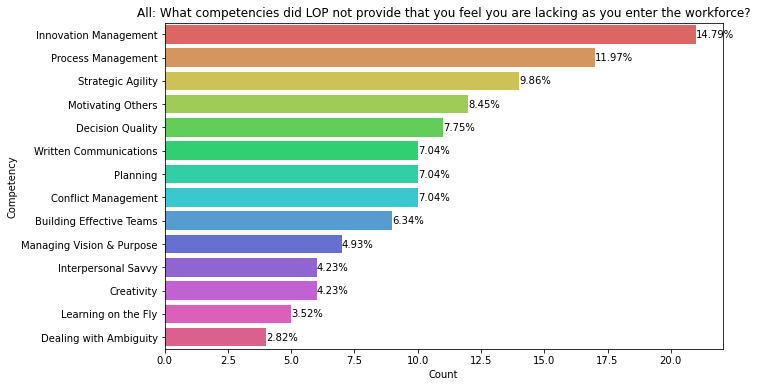 All: What competencies did LOP not provide that you feel you are lacking as you enter the workforce?
Competency
Innovation Management 14.79%
Process Management 11.97%
Strategic Agility 9.86%
Motivating Others 8.45%
Decision Quality 7.75%
Written Communications 7.04%
Planning 7.04%
Conflict Management 7.04%
Building Effective Teams 6.34%
Managing Vision & Purpose 4.93%
Interpersonal Savvy 4.23%
Creativity 4.23%
Learning on the Fly 3.52%
Dealing with Ambiguity 2.82%
0.0 2.5 5.0 7.5 10.0 12.5 15.0 17.5 20.0
Count